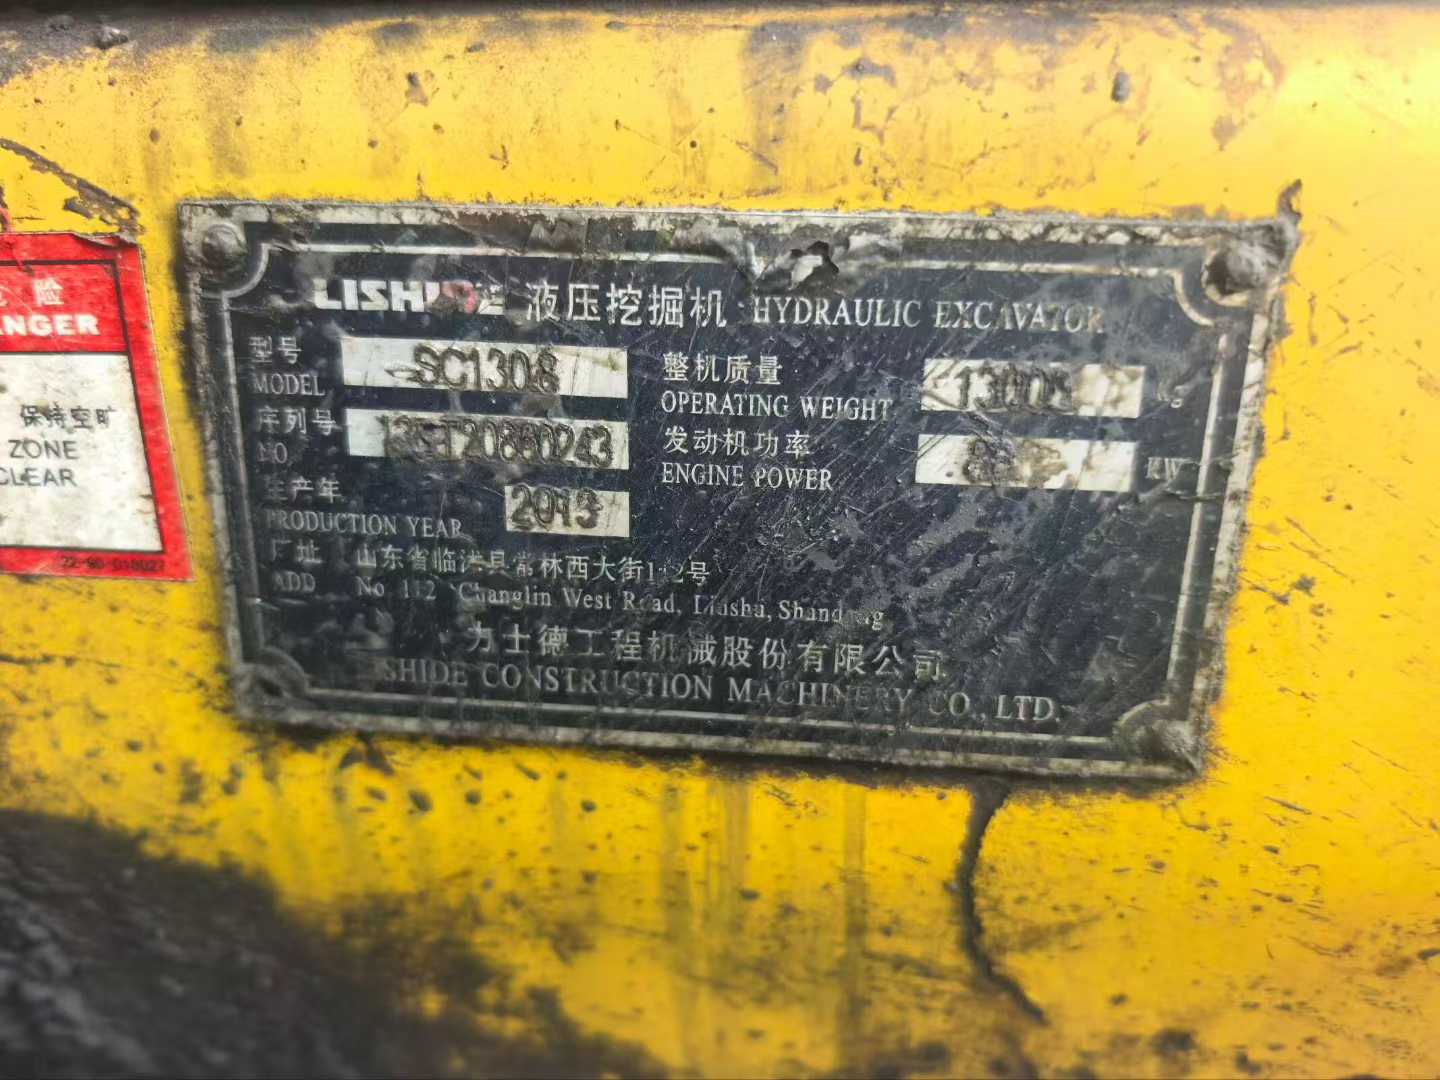 险
ANGER
保持空旷
ZONE
CLEAR
LISHIDE 液压挖掘机 HYDRAULIC EXCAVATOR
型号
MODEL SC130.8
整机质量
OPERATING WEIGHT Kg
序列号
NO.
发动机功率
ENGINE POWER KW
生产年
PRODUCTION YEAR 2013
厂址 山东省临沭县常林西大街112号
ADD No 112 Changlin West Road, Linshu, Shandong
力士德工程机械股份有限公司
SHIDE CONSTRUCTION MACHINERY CO., LTD.